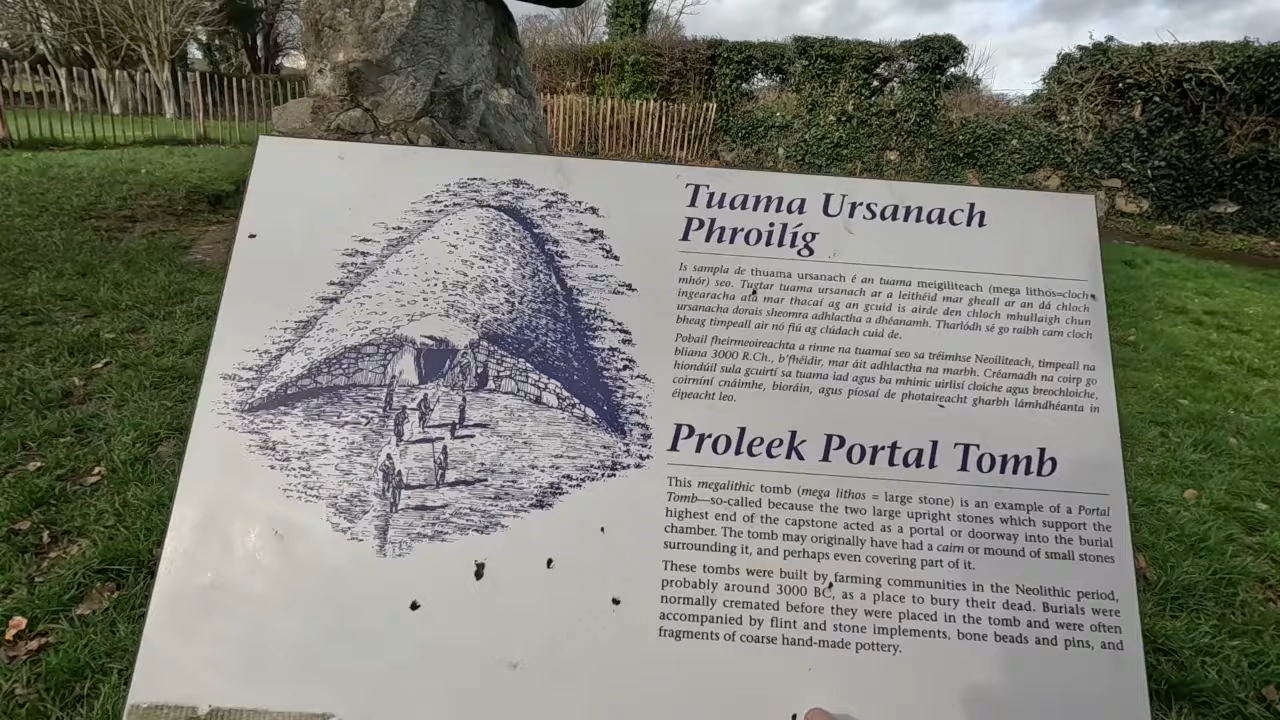 Tuama Ursanach
Phroilíg
Is sampla de thuama ursanach é an tuama meigiliteach (mega lithos=cloch
mhór) seo. Tugtar tuama ursanach ar a leithéid mar gheall ar an dá chloch
ingearacha atá mar thacaí ag an gcuid is airde den chloch mhullaigh chun
ursanacha dorais sheomra adhlactha a dhéanamh. Tharlódh sé go raibh carn cloch
bheag timpeall air nó fiú ag clúdach cuid de.
Pobail fheirmeoireachta a rinne na tuamaí seo sa tréimhse Neoiliteach, timpeall na
bliana 3000 R.Ch., b'fhéidir, mar áit adhlactha na marbh. Créamadh na coirp go
hiondúil sula gcuirtí sa tuama iad agus ba mhinic uirlisí cloiche agus breochloiche,
coirníní cnáimhe, bioráin, agus píosaí de photaireacht gharbh lámhdhéanta in
éipeacht leo.
Proleek Portal Tomb
This megalithic tomb (mega lithos = large stone) is an example of a Portal
Tomb—so-called because the two large upright stones which support the
highest end of the capstone acted as a portal or doorway into the burial
chamber. The tomb may originally have had a cairn or mound of small stones
surrounding it, and perhaps even covering part of it.
These tombs were built by farming communities in the Neolithic period,
probably around 3000 BC, as a place to bury their dead. Burials were
normally cremated before they were placed in the tomb and were often
accompanied by flint and stone implements, bone beads and pins, and
fragments of coarse hand-made pottery.